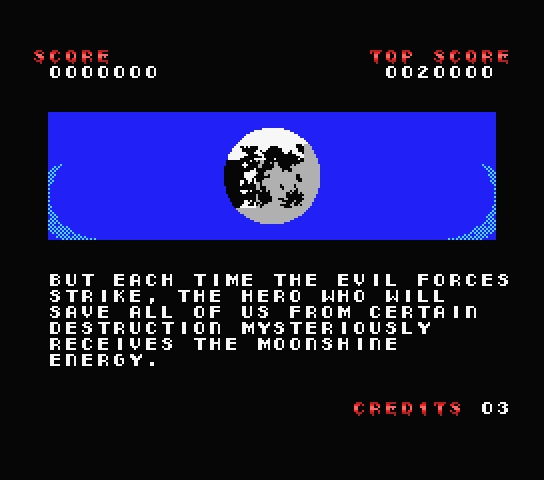 SCORE TOP SCORE
0000000 0020000
BUT EACH TIME THE EVIL FORCES
STRIKE, THE HERO WHO WILL
SAVE ALL OF US FROM CERTAIN
DESTRUCTION MYSTERIOUSLY
RECEIVES THE MOONSHINE
ENERGY.
CREDITS 03